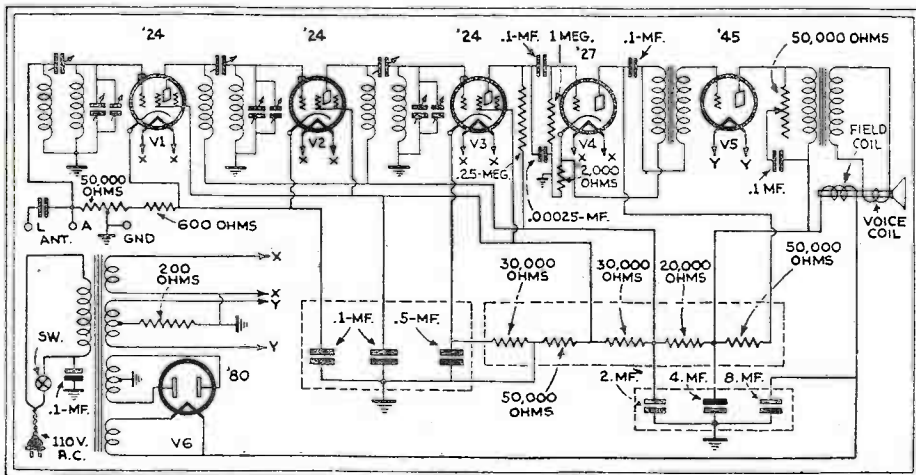 '24
'24
'24
.1-MF.
1 MEG.
'27
.1-MF.
'45
50,000
OHMS
V1
V2
V3
V4
V5
X
X
X
X
X
X
X
X
Y
Y
.25-MEG.
2,000
OHMS
.1 MF.
FIELD
COIL
VOICE
COIL
50,000
OHMS
600 OHMS
.00025-MF.
L
ANT.
A
GND
30,000
OHMS
30,000
OHMS
20,000
OHMS
50,000
OHMS
200
OHMS
X
X
Y
Y
.1-MF.
.5-MF.
50,000
OHMS
2.MF.
4.MF.
8.MF.
SW.
.1-MF.
'80
V6
110 V.
A.C.